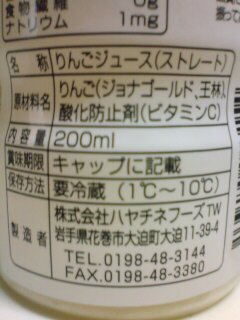 食物繊維 0g
ナトリウム 1mg
名 称 りんごジュース(ストレート)
原材料名 りんご(ジョナゴールド、王林)、
酸化防止剤(ビタミンC)
内 容 量 200ml
賞味期限 キャップに記載
保存方法 要冷蔵(1℃〜10℃)
製造者 株式会社ハヤチネフーズTW
岩手県花巻市大迫町大迫11-39-4
TEL.0198-48-3144
FAX.0198-48-3380